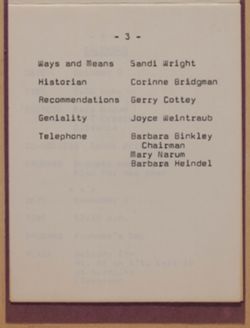 - 3 -
Ways and Means Sandi Wright
Historian Corinne Bridgman
Recommendations Gerry Cottey
Geniality Joyce Weintraub
Telephone Barbara Binkley
Chairman
Mary Narum
Barbara Heindel